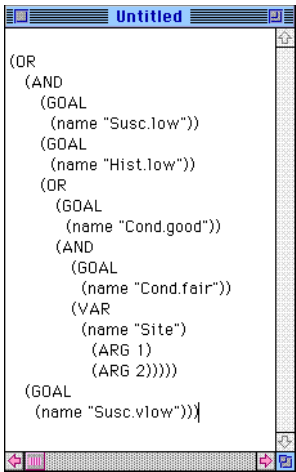 Untitled
(OR
(AND
(GOAL
(name "Susc.low"))
(GOAL
(name "Hist.low"))
(OR
(GOAL
(name "Cond.good"))
(AND
(GOAL
(name "Cond.fair"))
(VAR
(name "Site")
(ARG 1)
(ARG 2)))))
(GOAL
(name "Susc.vlow")))